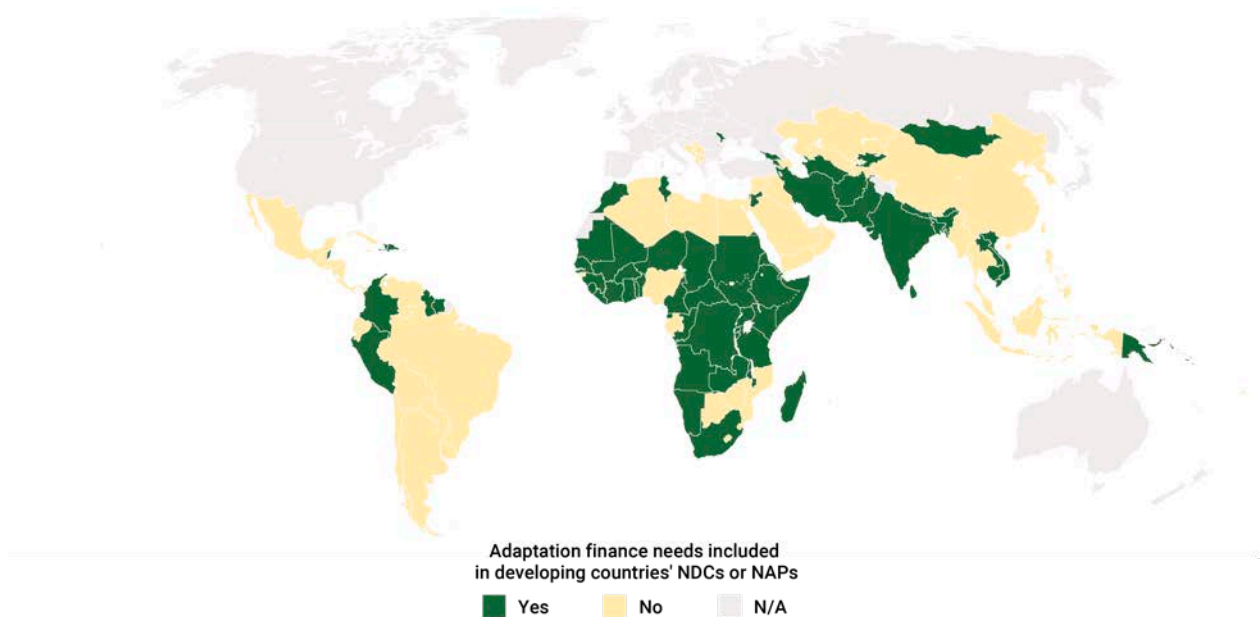 Adaptation finance needs included
in developing countries' NDCs or NAPs
Yes No N/A